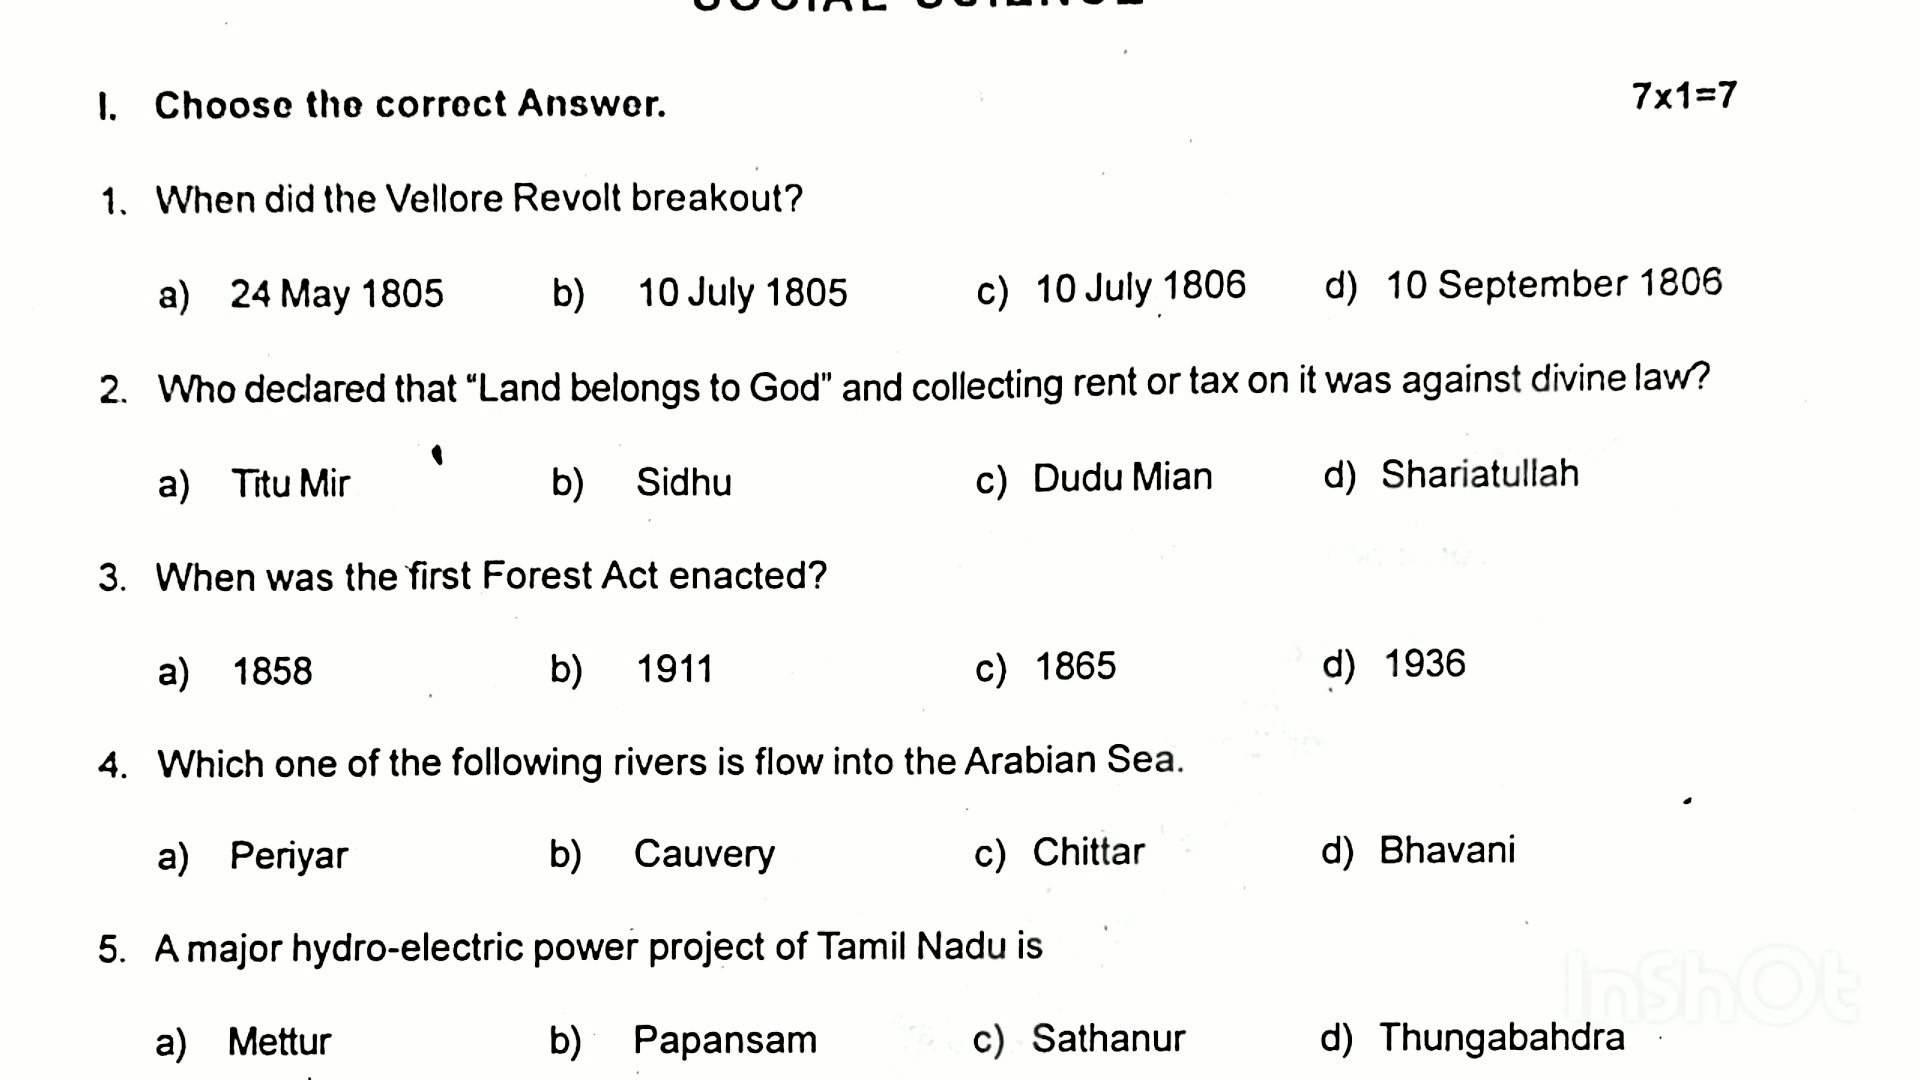 SOCIAL SCIENCE
I. Choose the correct Answer. 7x1=7
1. When did the Vellore Revolt breakout?
a) 24 May 1805 b) 10 July 1805 c) 10 July 1806 d) 10 September 1806
2. Who declared that “Land belongs to God” and collecting rent or tax on it was against divine law?
a) Titu Mir b) Sidhu c) Dudu Mian d) Shariatullah
3. When was the first Forest Act enacted?
a) 1858 b) 1911 c) 1865 d) 1936
4. Which one of the following rivers is flow into the Arabian Sea.
a) Periyar b) Cauvery c) Chittar d) Bhavani
5. A major hydro-electric power project of Tamil Nadu is
a) Mettur b) Papansam c) Sathanur d) Thungabahdra
InShOt